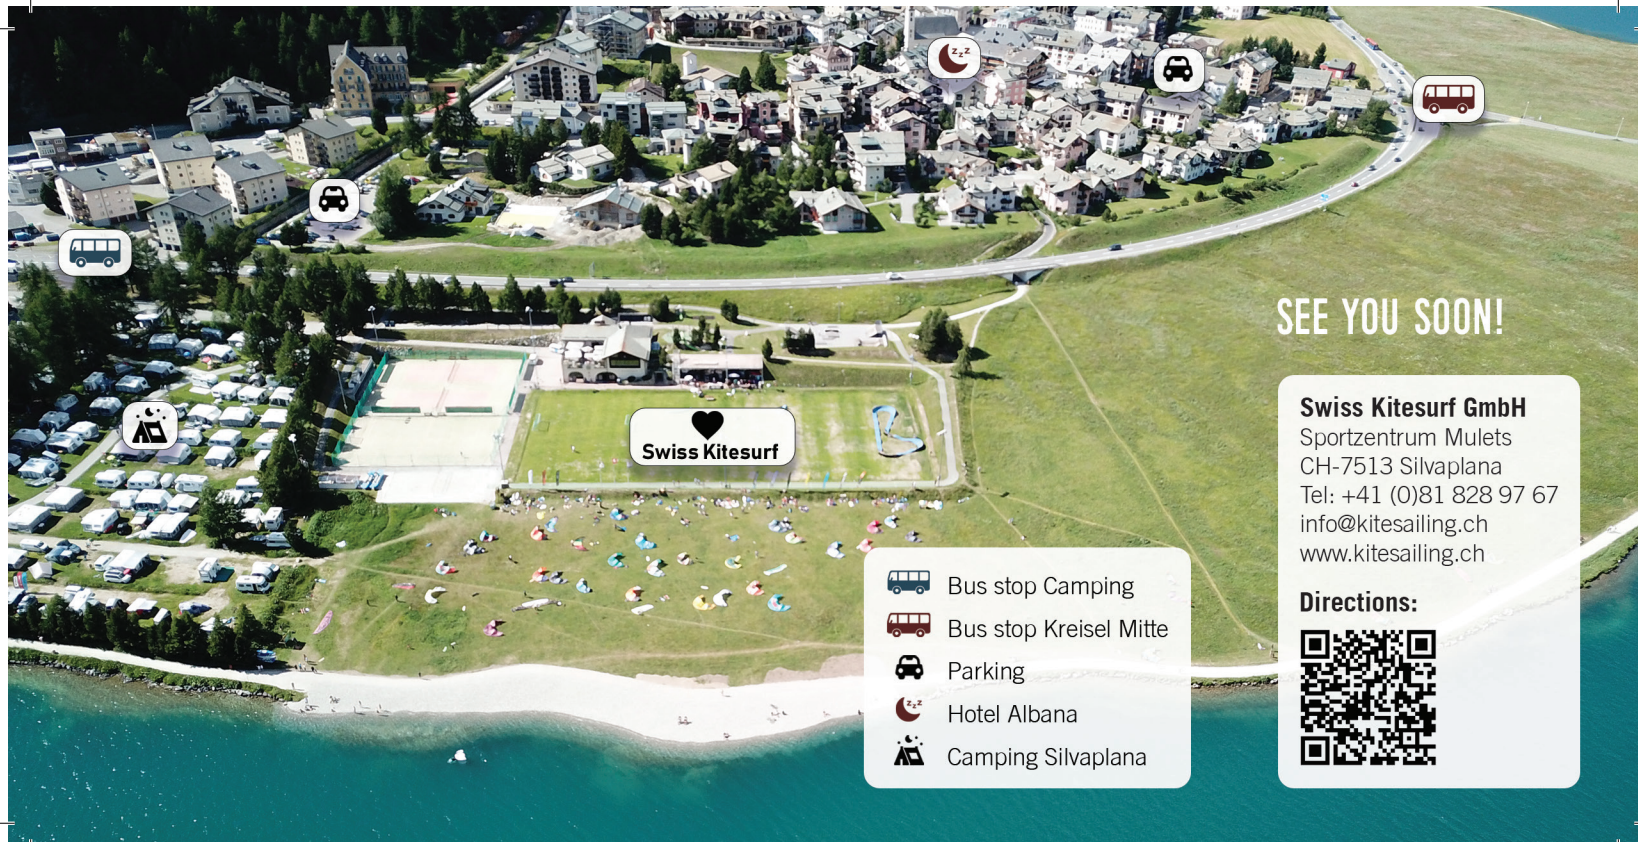 zzz
Swiss Kitesurf
SEE YOU SOON!
Swiss Kitesurf GmbH
Sportzentrum Mulets
CH-7513 Silvaplana
Tel: +41 (0)81 828 97 67
info@kitesailing.ch
www.kitesailing.ch
Directions:
Bus stop Camping
Bus stop Kreisel Mitte
Parking
zzz
Hotel Albana
Camping Silvaplana